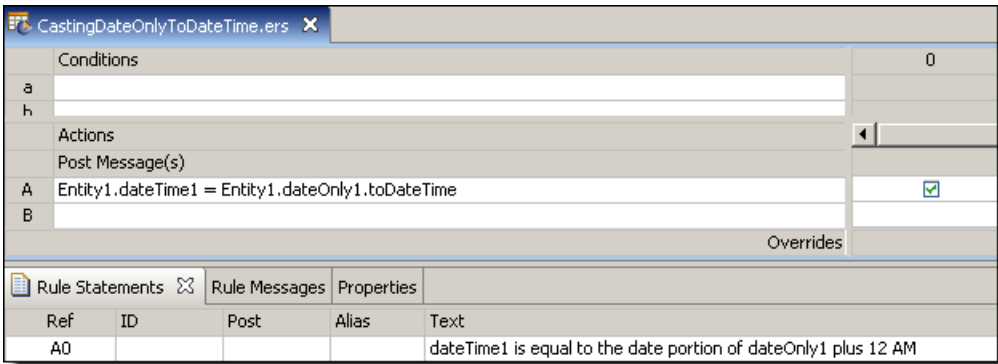 CastingDateOnlyToDateTime.ers
Conditions 0
a
b
Actions
Post Message(s)
A Entity1.dateTime1 = Entity1.dateOnly1.toDateTime
B
Overrides
Rule Statements Rule Messages Properties
Ref ID Post Alias Text
A0 dateTime1 is equal to the date portion of dateOnly1 plus 12 AM